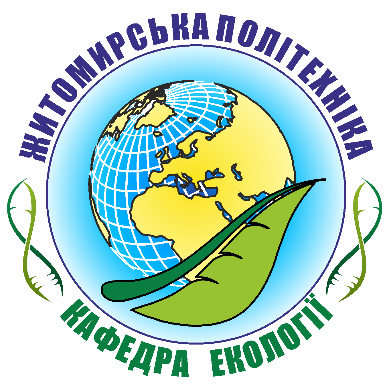 ЖИТОМИРСЬКА ПОЛІТЕХНІКА
КАФЕДРА ЕКОЛОГІЇ